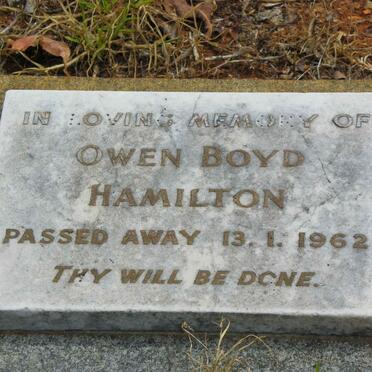 IN LOVING MEMORY OF
OWEN BOYD
HAMILTON
PASSED AWAY 13. 1. 1962
THY WILL BE DONE.